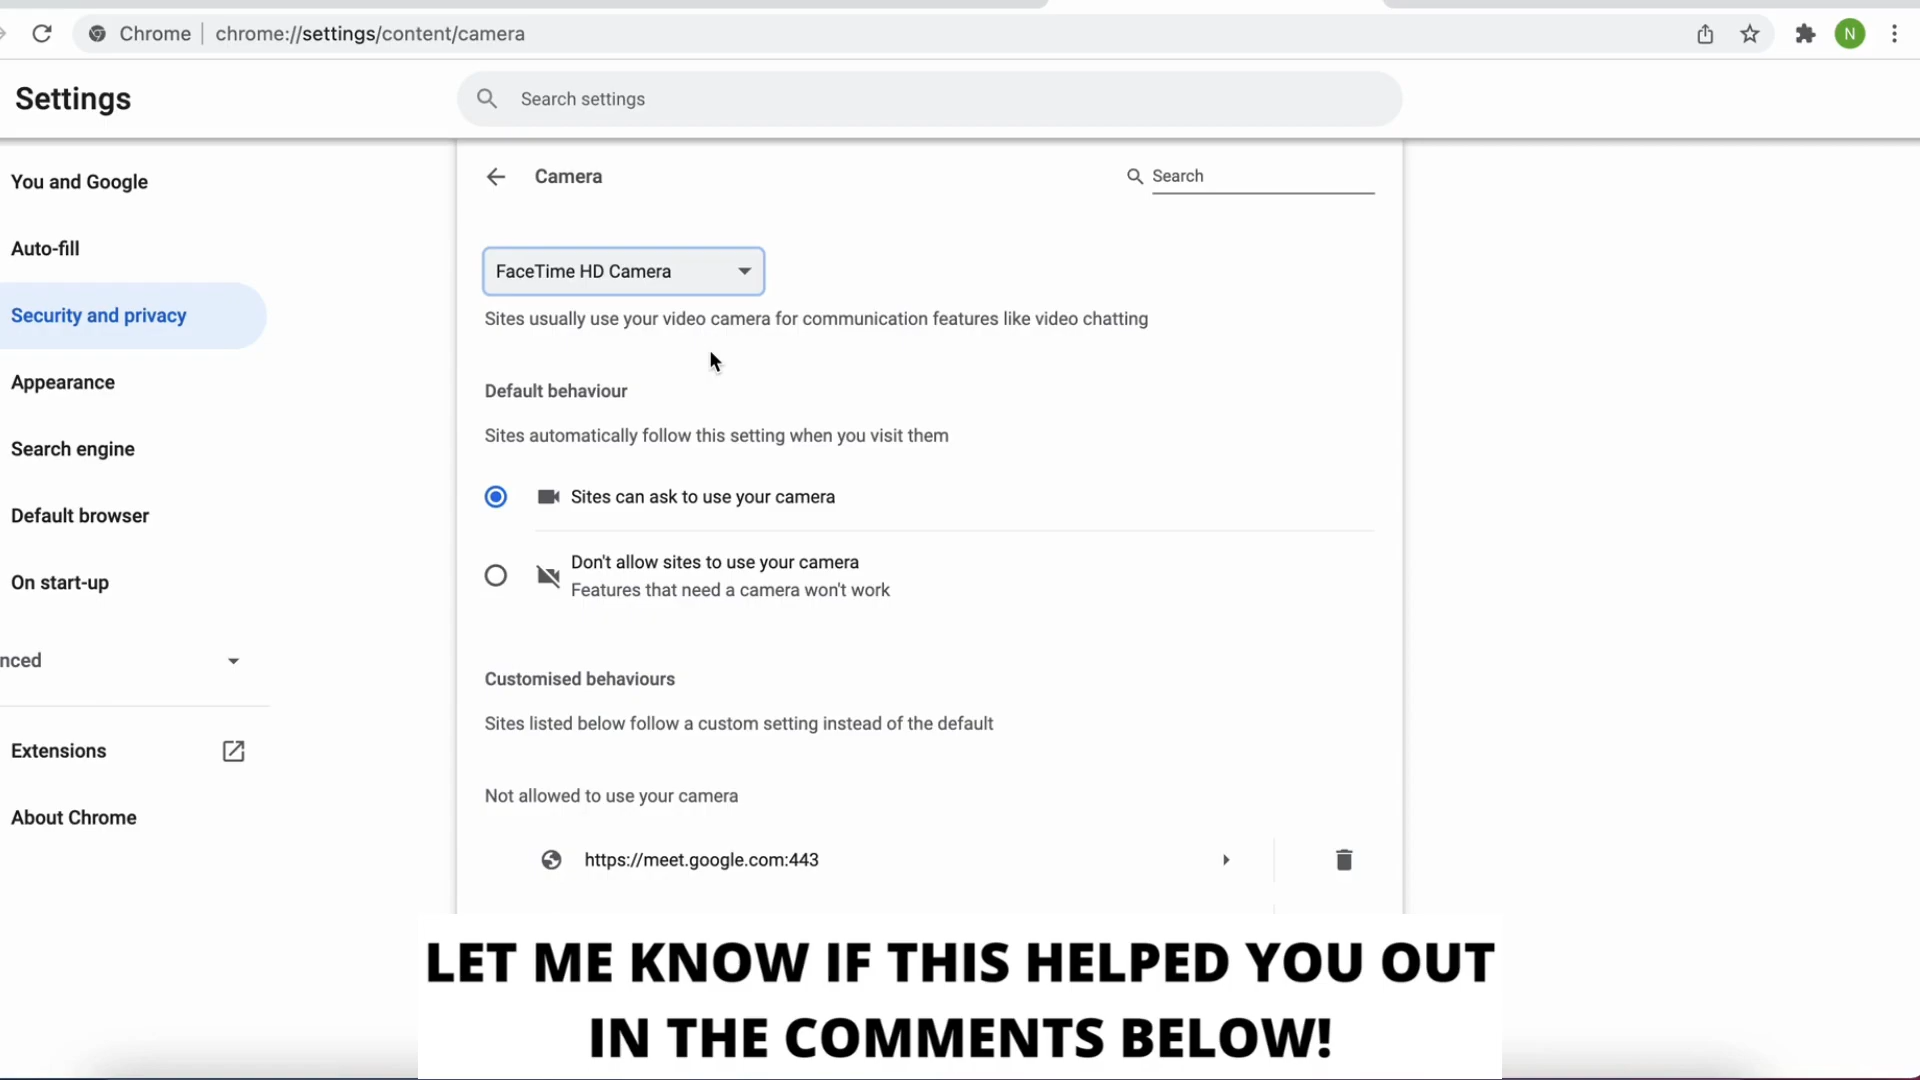 Chrome chrome://settings/content/camera
N
Settings
Search settings
You and Google
Auto-fill
Security and privacy
Appearance
Search engine
Default browser
On start-up
nced
Extensions
About Chrome
Camera
Search
FaceTime HD Camera
Sites usually use your video camera for communication features like video chatting
Default behaviour
Sites automatically follow this setting when you visit them
Sites can ask to use your camera
Don't allow sites to use your camera
Features that need a camera won't work
Customised behaviours
Sites listed below follow a custom setting instead of the default
Not allowed to use your camera
https://meet.google.com:443
LET ME KNOW IF THIS HELPED YOU OUT
IN THE COMMENTS BELOW!